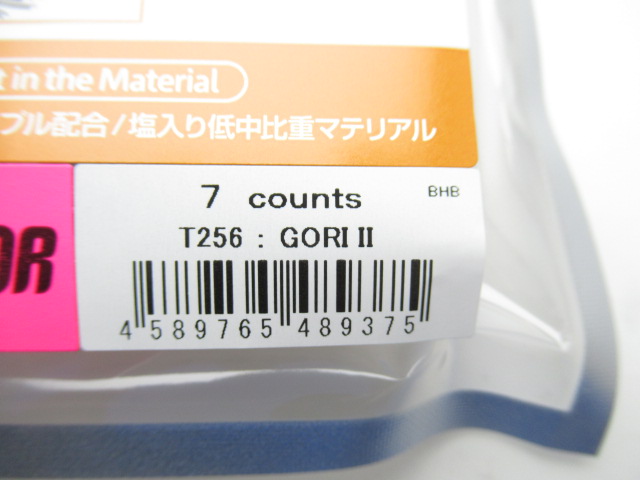 in the Material
ブル配合/塩入り低中比重マテリアル
OR
7 counts
BHB
T256 : GORI II
4 589765 489375